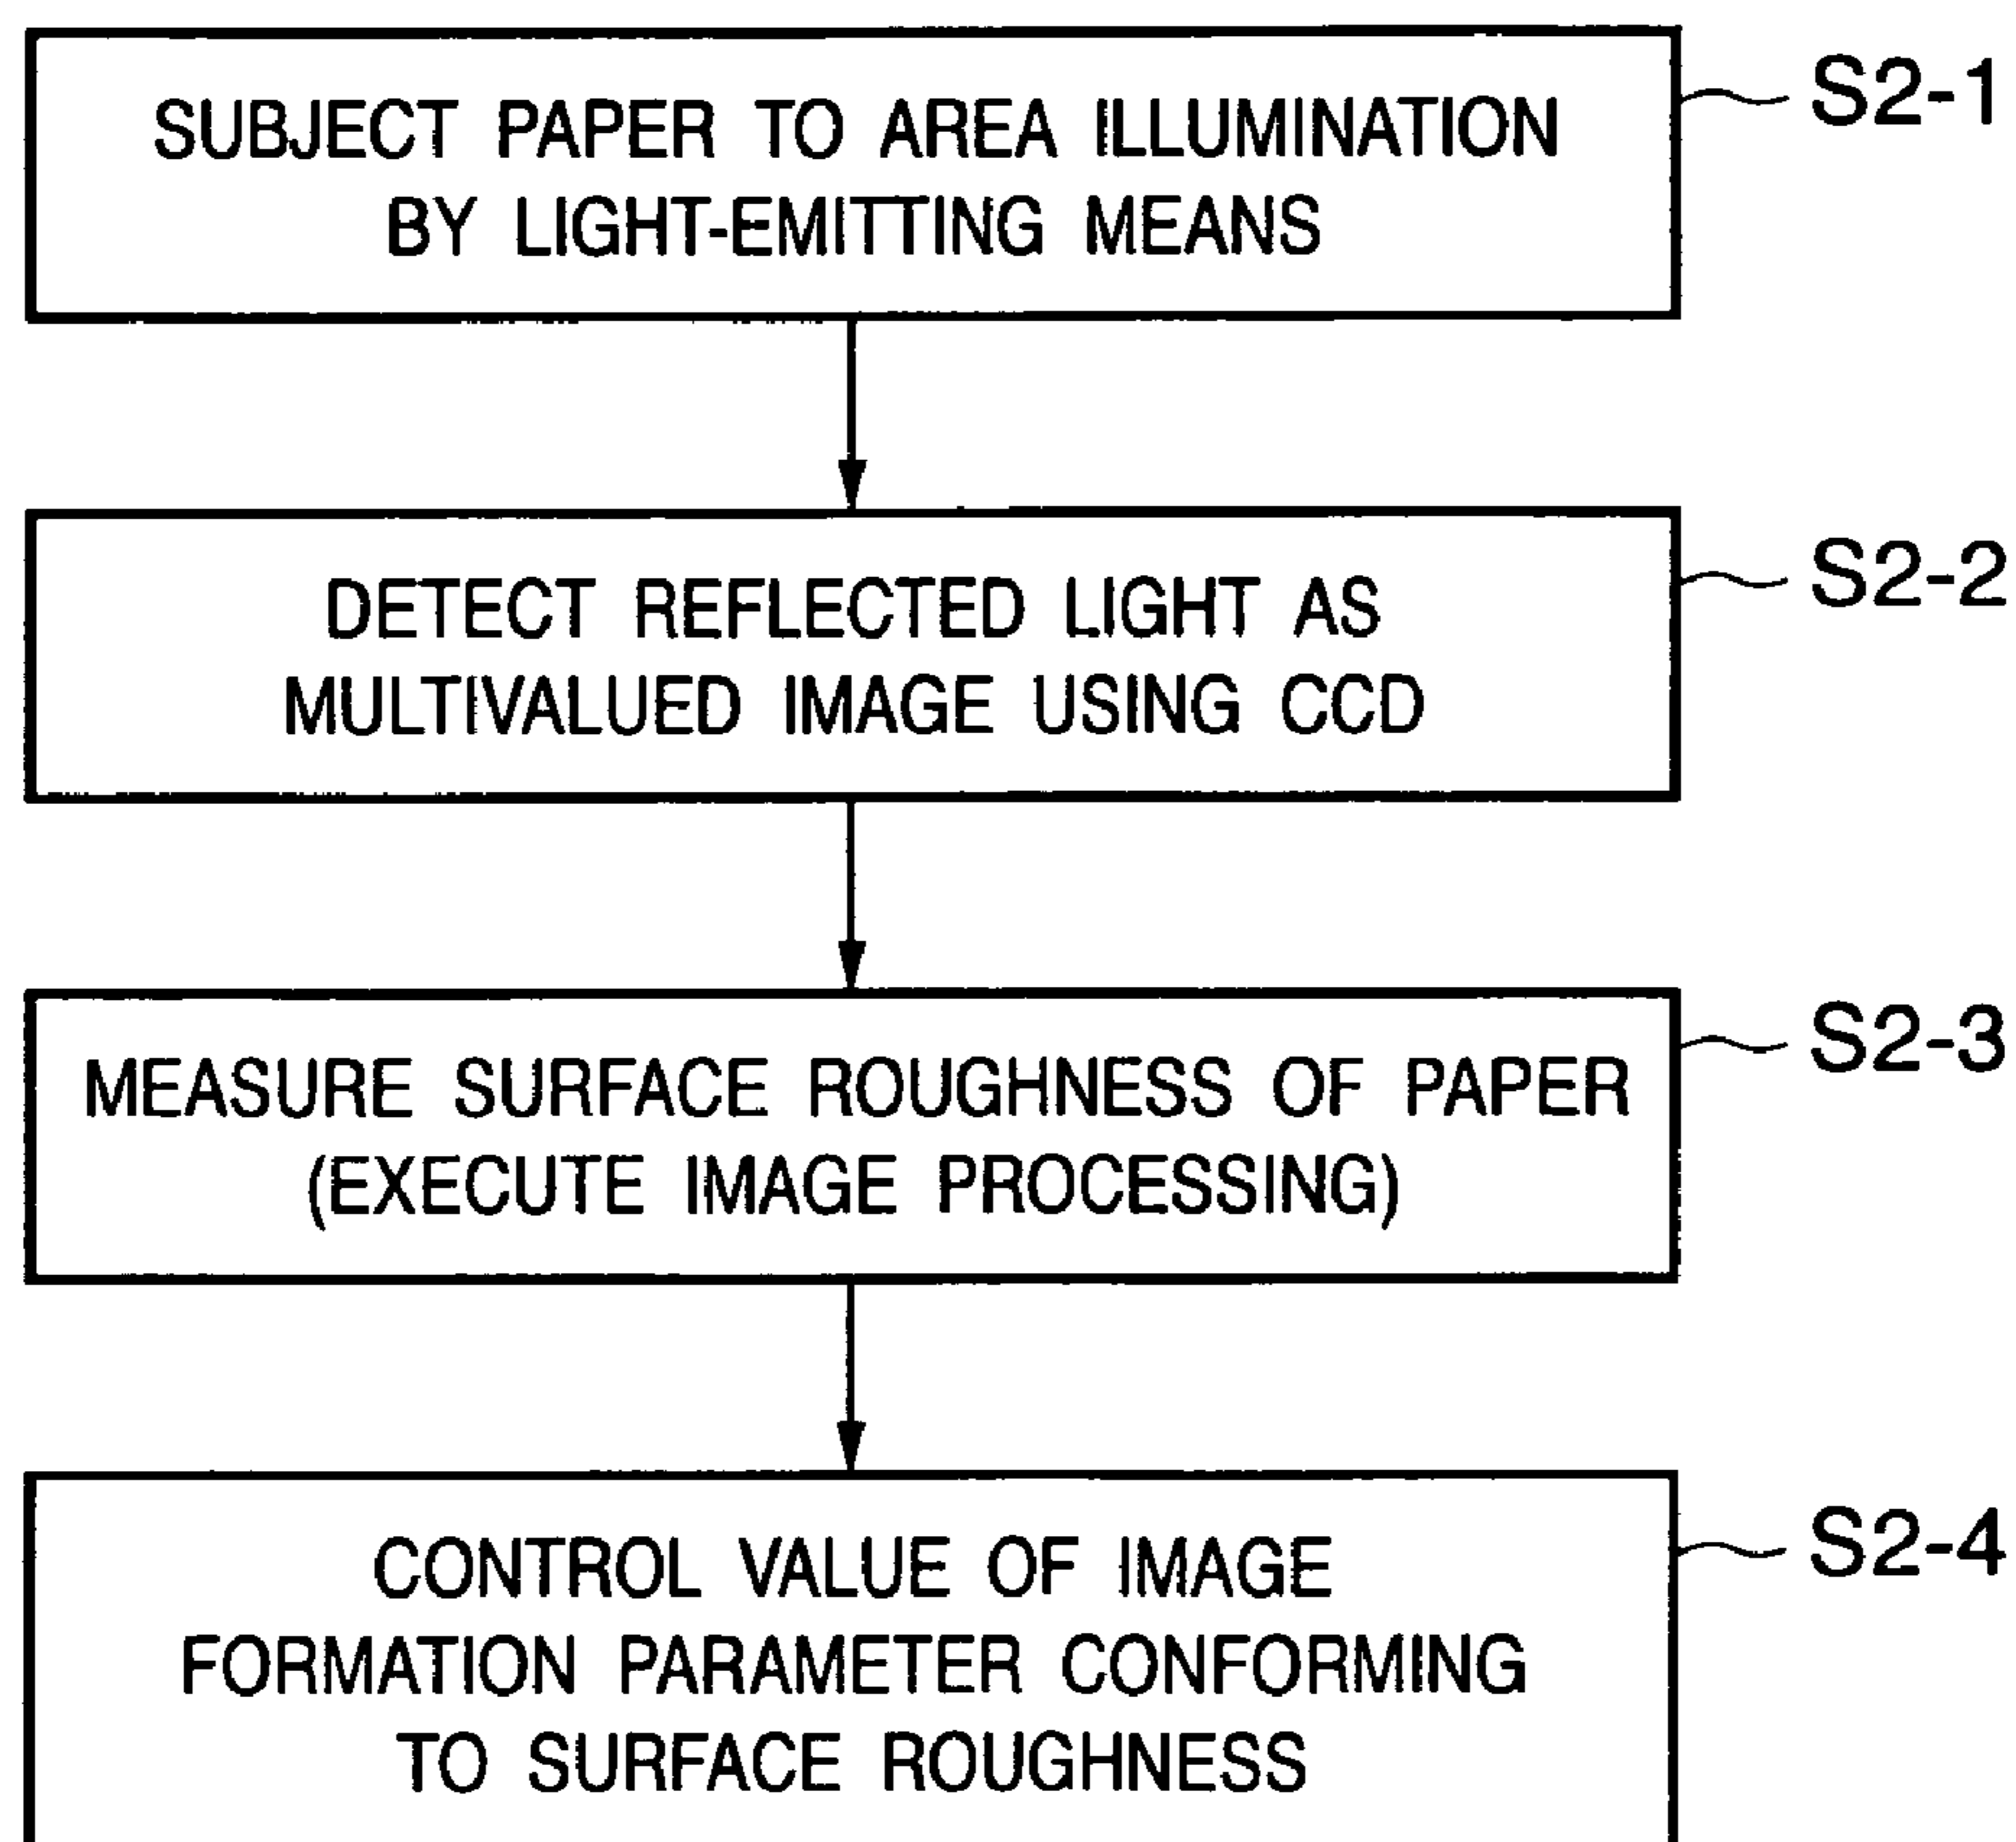 SUBJECT PAPER TO AREA ILLUMINATION
BY LIGHT-EMITTING MEANS
S2-1
DETECT REFLECTED LIGHT AS
MULTIVALUED IMAGE USING CCD
S2-2
MEASURE SURFACE ROUGHNESS OF PAPER
(EXECUTE IMAGE PROCESSING)
S2-3
CONTROL VALUE OF IMAGE
FORMATION PARAMETER CONFORMING
TO SURFACE ROUGHNESS
S2-4